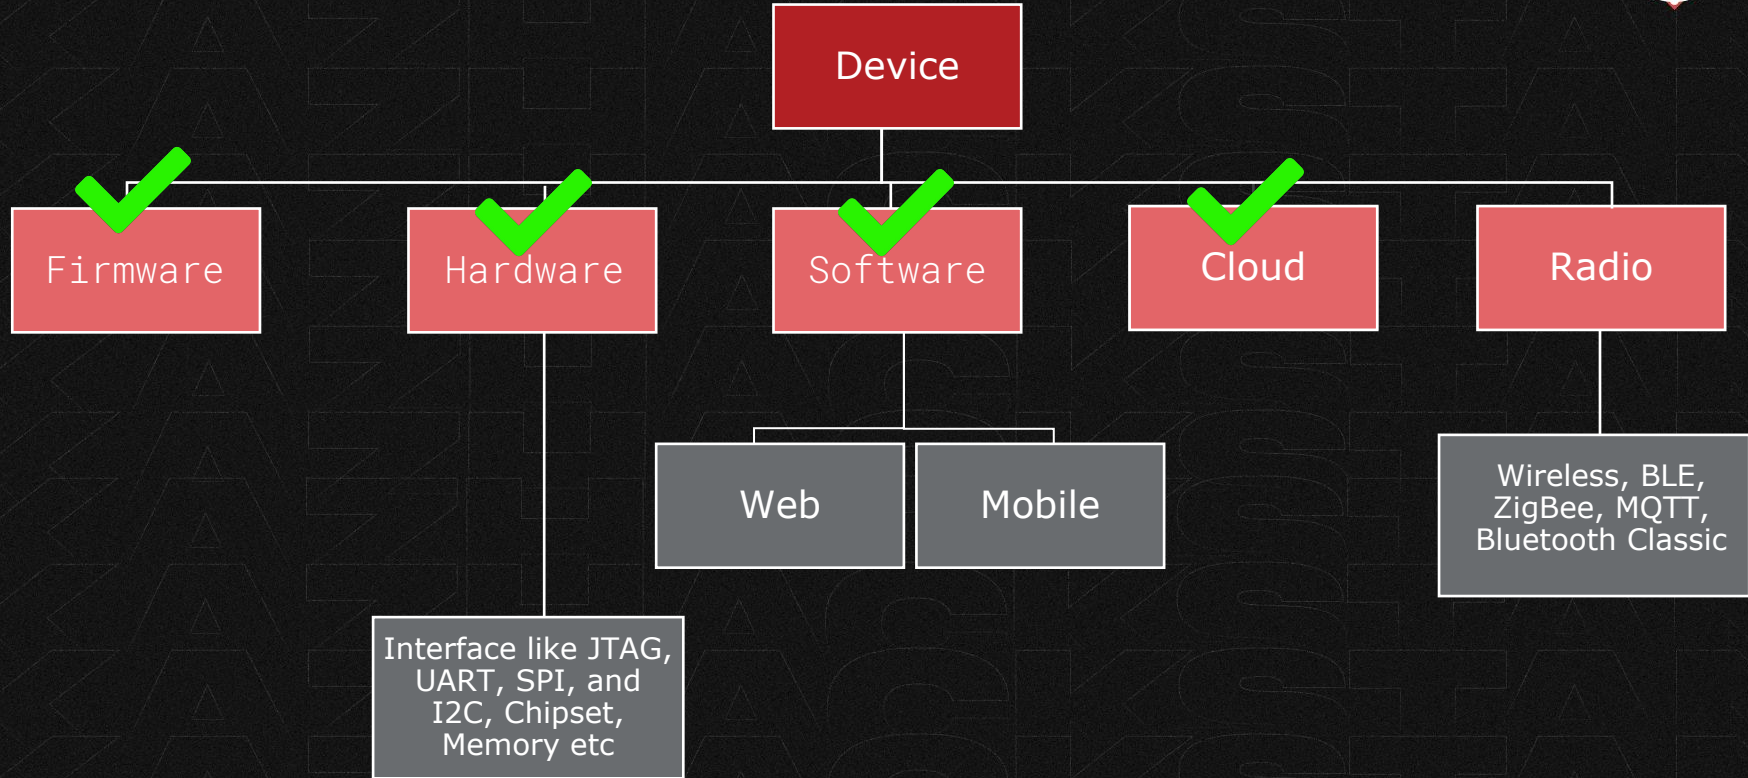 Device
Firmware
Hardware
Software
Cloud
Radio
Web
Mobile
Wireless, BLE,
ZigBee, MQTT,
Bluetooth Classic
Interface like JTAG,
UART, SPI, and
I2C, Chipset,
Memory etc